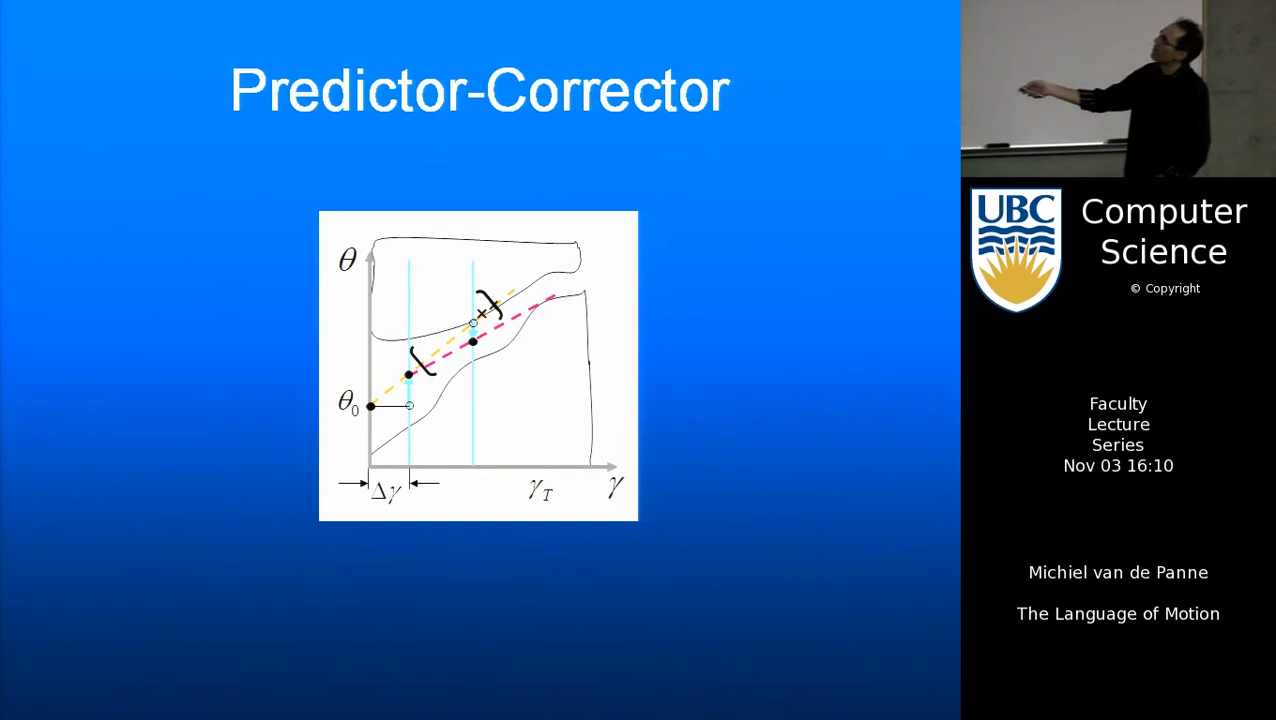 Predictor-Corrector
θ
θ₀
Δγ
γ_T
γ
UBC
Computer
Science
© Copyright
Faculty
Lecture
Series
Nov 03 16:10
Michiel van de Panne
The Language of Motion